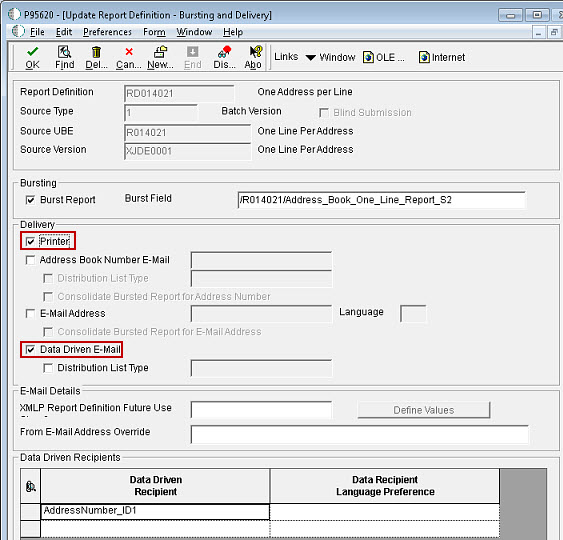 P95620 - [Update Report Definition - Bursting and Delivery]
File Edit Preferences Form Window Help
OK Find Del... Can... New... End Dis... Abo Links Window OLE ... Internet
Report Definition RD014021 One Address per Line
Source Type 1 Batch Version Blind Submission
Source UBE R014021 One Line Per Address
Source Version XJDE0001 One Line Per Address
Bursting
Burst Report Burst Field /R014021/Address_Book_One_Line_Report_S2
Delivery
Printer
Address Book Number E-Mail
Distribution List Type
Consolidate Bursted Report for Address Number
E-Mail Address Language
Consolidate Bursted Report for E-Mail Address
Data Driven E-Mail
Distribution List Type
E-Mail Details
XMLP Report Definition Future Use
Define Values
From E-Mail Address Override
Data Driven Recipients
Data Driven Recipient Data Recipient Language Preference
AddressNumber_ID1